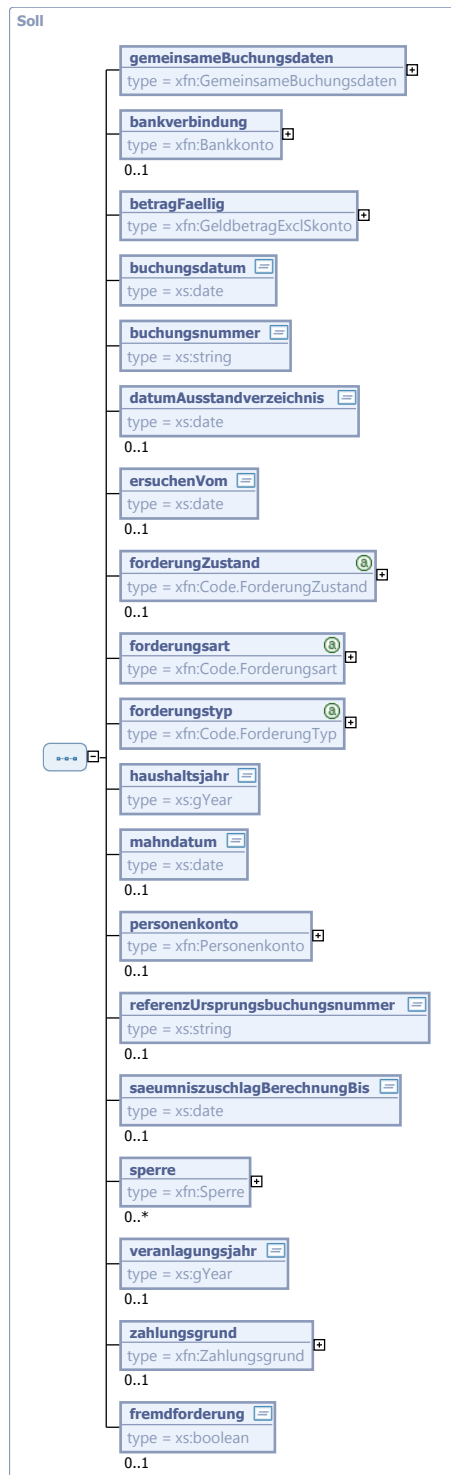 Soll
gemeinsameBuchungsdaten
type = xfn:GemeinsameBuchungsdaten
bankverbindung
type = xfn:Bankkonto
0..1
betragFaellig
type = xfn:GeldbetragExclSkonto
buchungsdatum
type = xs:date
buchungsnummer
type = xs:string
datumAusstandverzeichnis
type = xs:date
0..1
ersuchenVom
type = xs:date
0..1
forderungZustand
type = xfn:Code.ForderungZustand
0..1
forderungsart
type = xfn:Code.Forderungsart
forderungstyp
type = xfn:Code.ForderungTyp
haushaltsjahr
type = xs:gYear
mahndatum
type = xs:date
0..1
personenkonto
type = xfn:Personenkonto
0..1
referenzUrsprungsbuchungsnummer
type = xs:string
0..1
saeumniszuschlagBerechnungBis
type = xs:date
0..1
sperre
type = xfn:Sperre
0..*
veranlagungsjahr
type = xs:gYear
0..1
zahlungsgrund
type = xfn:Zahlungsgrund
0..1
fremdforderung
type = xs:boolean
0..1